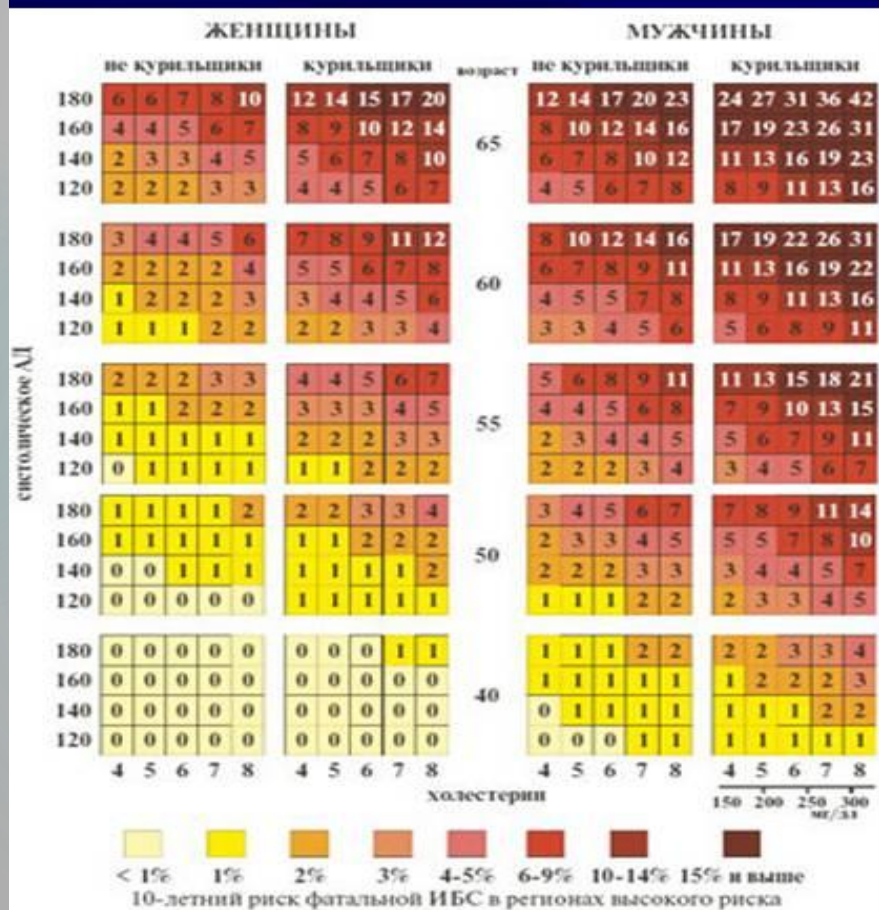 ЖЕНЩИНЫ МУЖЧИНЫ
не курильщики курильщики возраст не курильщики курильщики
180 6 6 7 8 10 12 14 15 17 20 12 14 17 20 23 24 27 31 36 42
160 4 4 5 6 7 8 9 10 12 14 8 10 12 14 16 17 19 23 26 31
65
140 2 3 3 4 5 5 6 7 8 10 6 7 8 10 12 11 13 16 19 23
120 2 2 2 3 3 4 4 5 6 7 4 5 6 7 8 8 9 11 13 16
180 3 4 4 5 6 7 8 9 11 12 8 10 12 14 16 17 19 22 26 31
160 2 2 2 2 4 5 5 6 7 8 6 7 8 9 11 11 13 16 19 22
60
140 1 2 2 2 3 3 4 4 5 6 4 5 5 7 8 8 9 11 13 16
120 1 1 1 2 2 2 2 3 3 4 3 3 4 5 6 5 6 8 9 11
систолическое АД
180 2 2 2 3 3 4 4 5 6 7 5 6 8 9 11 11 13 15 18 21
160 1 1 2 2 2 3 3 3 4 5 4 4 5 6 8 7 9 10 13 15
55
140 1 1 1 1 1 2 2 2 3 3 2 3 4 4 5 5 6 7 9 11
120 0 1 1 1 1 1 1 2 2 2 2 2 2 3 4 3 4 5 6 7
180 1 1 1 1 2 2 2 3 3 4 3 4 5 6 7 7 8 9 11 14
160 1 1 1 1 1 1 1 2 2 2 2 3 3 4 5 5 5 7 8 10
50
140 0 0 1 1 1 1 1 1 1 2 2 2 2 3 3 3 4 4 5 7
120 0 0 0 0 0 1 1 1 1 1 1 1 1 2 2 2 3 3 4 5
180 0 0 0 0 0 0 0 0 1 1 1 1 1 2 2 2 2 3 3 4
160 0 0 0 0 0 0 0 0 0 0 1 1 1 1 1 1 2 2 2 3
40
140 0 0 0 0 0 0 0 0 0 0 0 1 1 1 1 1 1 1 2 2
120 0 0 0 0 0 0 0 0 0 0 0 0 0 1 1 1 1 1 1 1
4 5 6 7 8 4 5 6 7 8 4 5 6 7 8 4 5 6 7 8
холестерин
150 200 250 300
мг/дл
< 1% 1% 2% 3% 4-5% 6-9% 10-14% 15% и выше
10-летний риск фатальной ИБС в регионах высокого риска